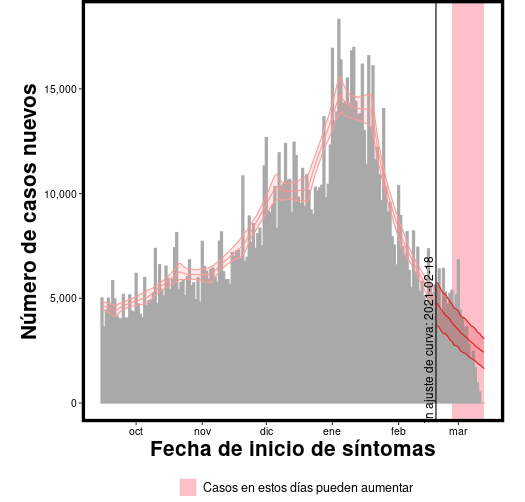 Número de casos nuevos
15,000
10,000
5,000
0
n ajuste de curva: 2021-02-18
oct nov dic ene feb mar
Fecha de inicio de síntomas
Casos en estos días pueden aumentar